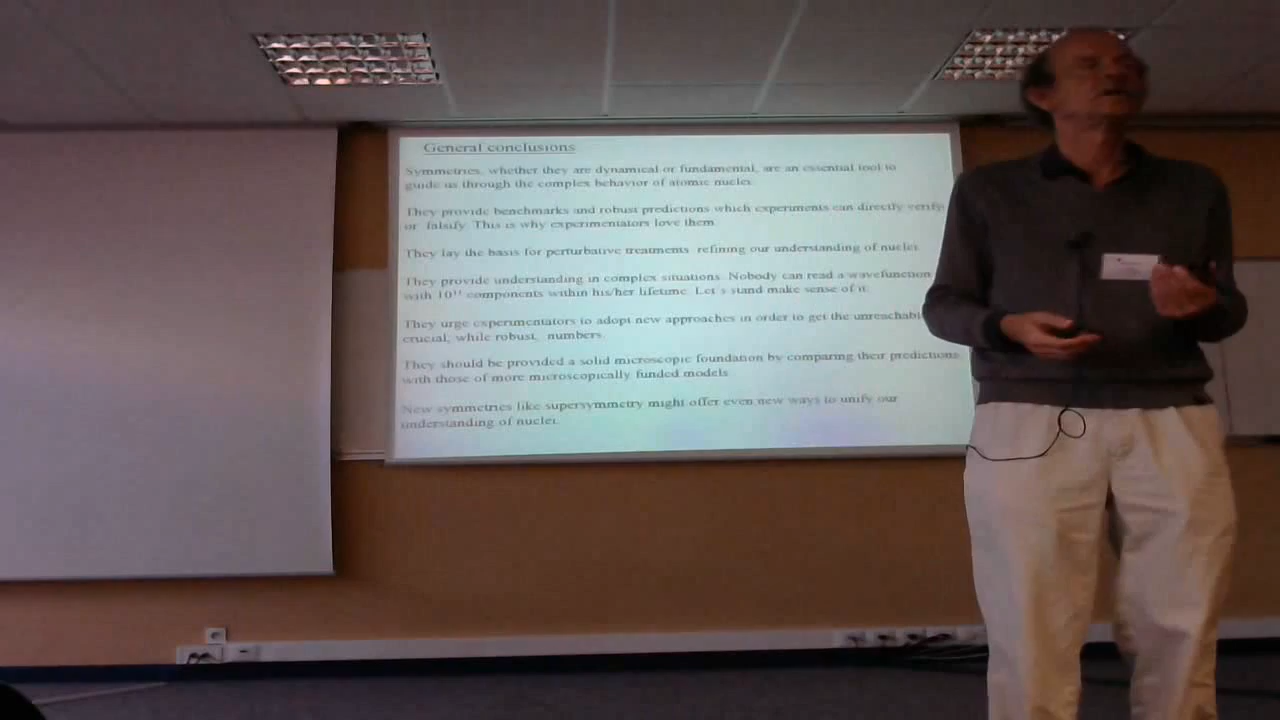 General conclusions
Symmetries, whether they are dynamical or fundamental, are an essential tool to
guide us through the complex behavior of atomic nuclei.
They provide benchmarks and robust predictions which experiments can directly verify
or falsify. This is why experimentators love them.
They lay the basis for perturbative treatments refining our understanding of nuclei.
They provide understanding in complex situations. Nobody can read a wavefunction
with 10 components within his/her lifetime. Let's stand make sense of it.
They urge experimentators to adopt new approaches in order to get the unreachable
crucial, while robust, numbers.
They should be provided a solid microscopic foundation by comparing their predictions
with those of more microscopically funded models.
New symmetries like supersymmetry might offer even new ways to unify our
understanding of nuclei.